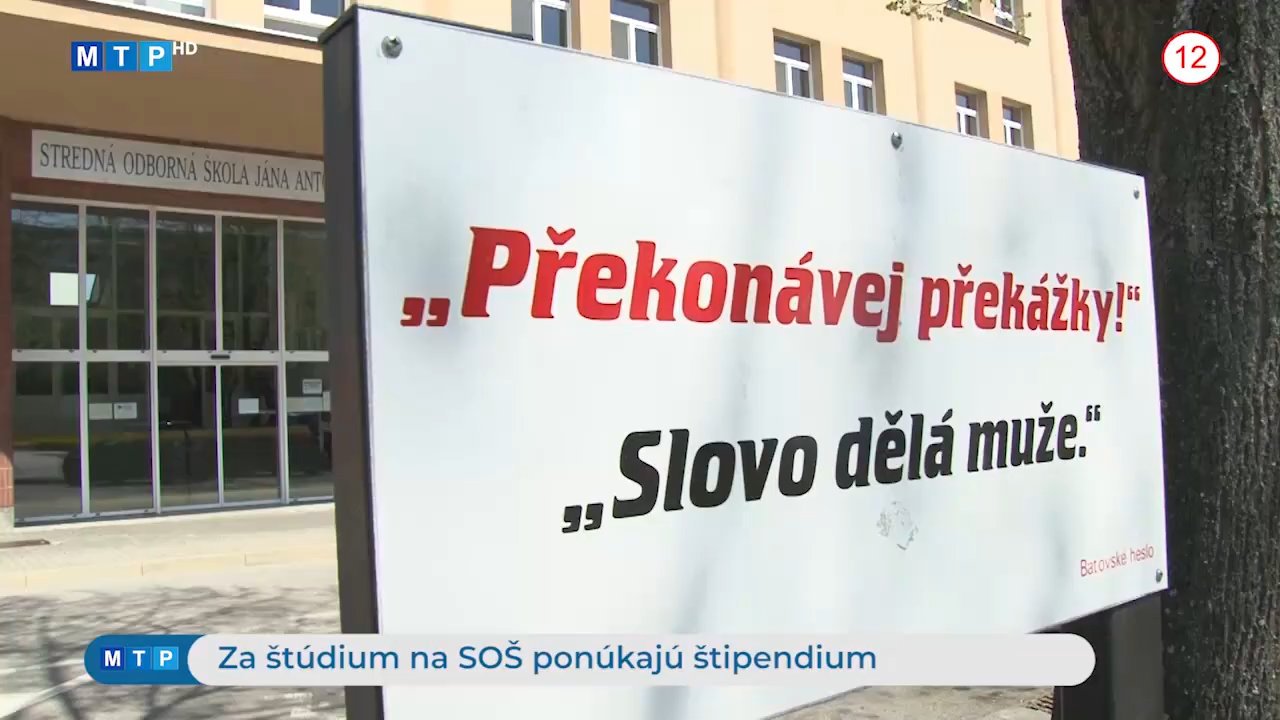 MTP HD
12
STREDNÁ ODBORNÁ ŠKOLA JÁNA ANTO
„Překonávej překážky!“
„Slovo dělá muže.“
Baťovské heslo
MTP Za štúdium na SOŠ ponúkajú štipendium